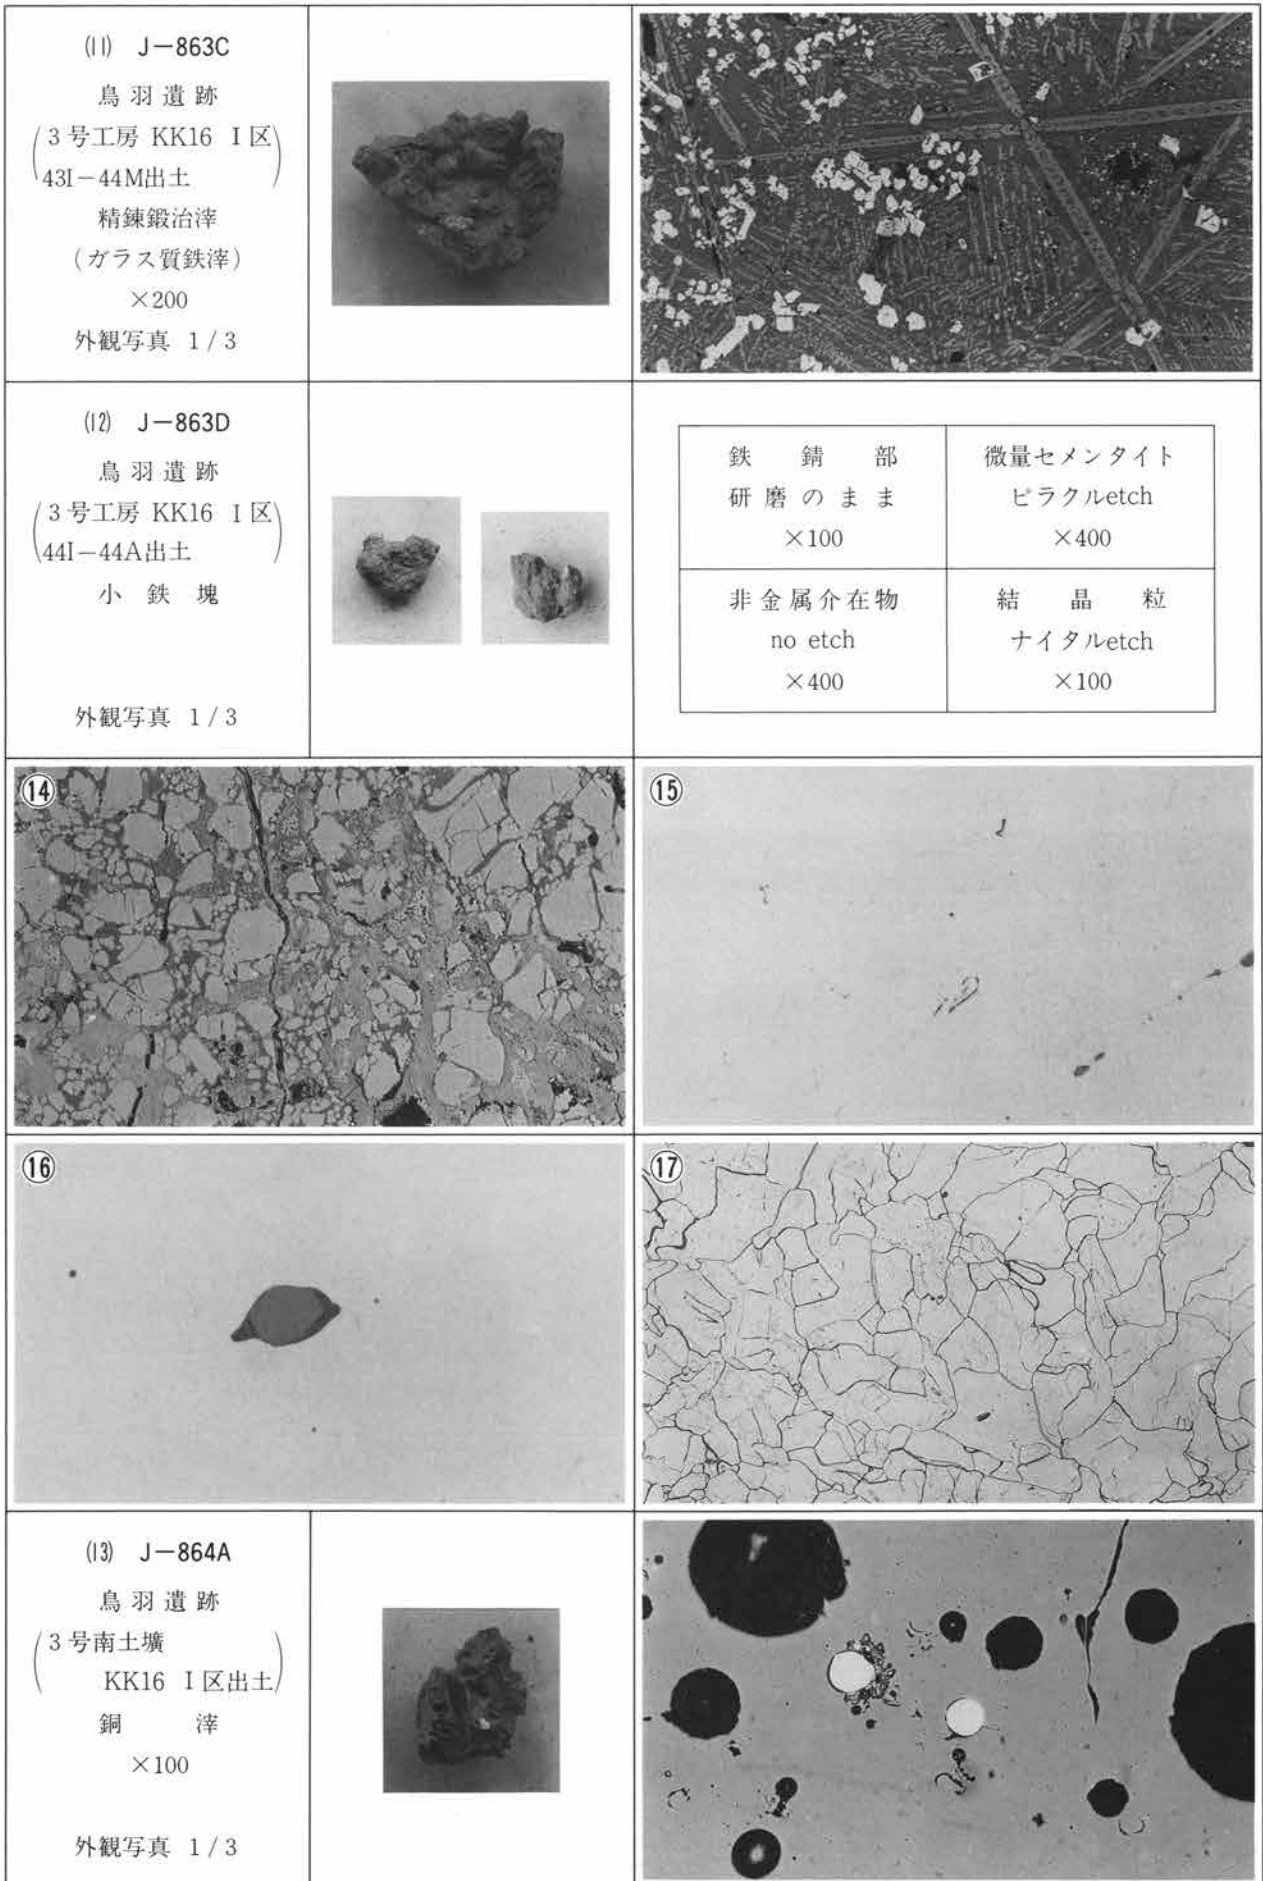 (11) J-863C
鳥羽遺跡
(3号工房 KK16 I区
43I-44M出土)
精錬鍛治滓
(ガラス質鉄滓)
×200
外観写真 1/3
(12) J-863D
鳥羽遺跡
(3号工房 KK16 I区
44I-44A出土)
小鉄塊
外観写真 1/3
鉄錆部
研磨のまま
×100
微量セメンタイト
ピラクルetch
×400
非金属介在物
no etch
×400
結晶粒
ナイタルetch
×100
⑭
⑮
⑯
⑰
(13) J-864A
鳥羽遺跡
(3号南土壙
KK16 I区出土)
銅滓
×100
外観写真 1/3